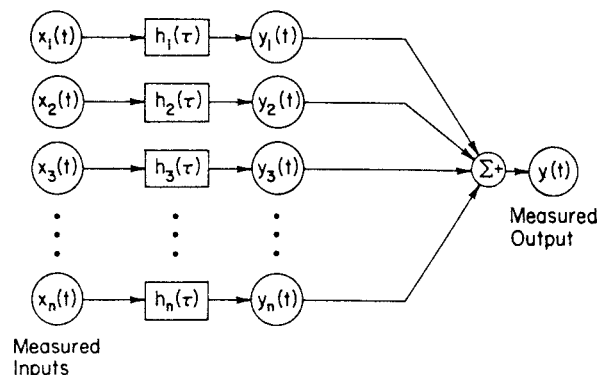 x₁(t) h₁(τ) y₁(t)
x₂(t) h₂(τ) y₂(t)
x₃(t) h₃(τ) y₃(t)
Σ+ y(t)
Measured
Output
xₙ(t) hₙ(τ) yₙ(t)
Measured
Inputs